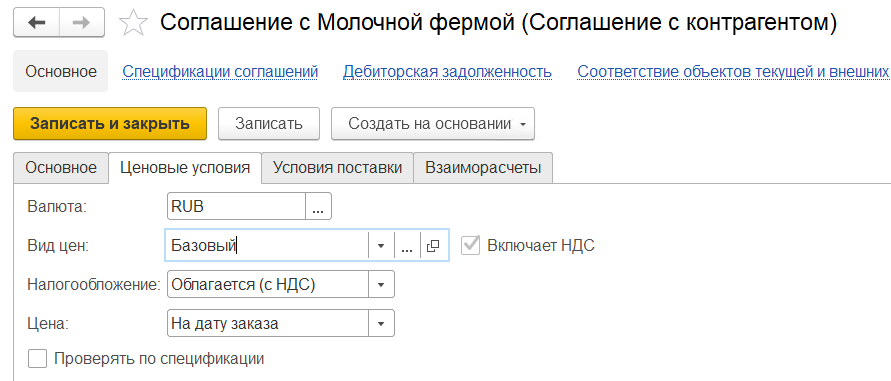 Соглашение с Молочной фермой (Соглашение с контрагентом)
Основное Спецификации соглашений Дебиторская задолженность Соответствие объектов текущей и внешних
Записать и закрыть Записать Создать на основании
Основное Ценовые условия Условия поставки Взаиморасчеты
Валюта: RUB ...
Вид цен: Базовый ... Включает НДС
Налогообложение: Облагается (с НДС)
Цена: На дату заказа
Проверять по спецификации